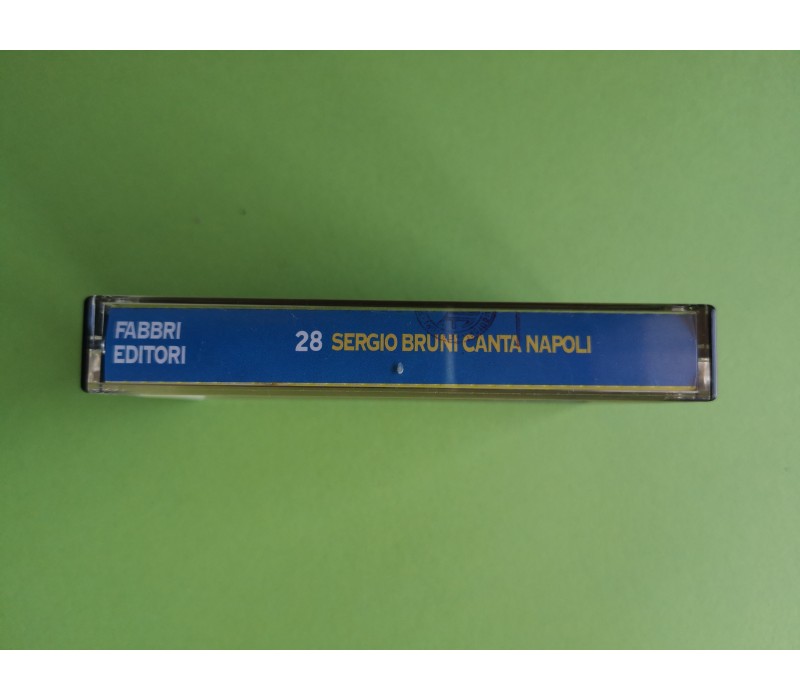 FABBRI
EDITORI
28 SERGIO BRUNI CANTA NAPOLI